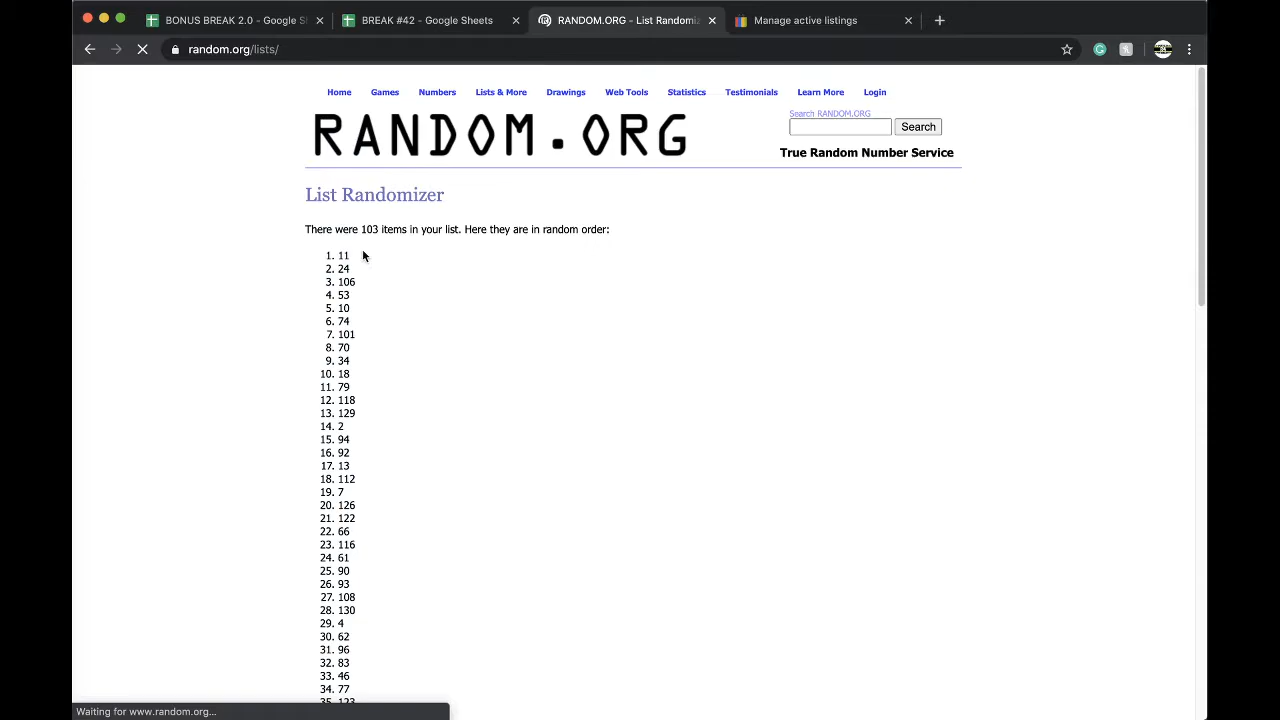 BONUS BREAK 2.0 - Google S
BREAK #42 - Google Sheets
RANDOM.ORG - List Randomiz
Manage active listings
random.org/lists/
Home Games Numbers Lists & More Drawings Web Tools Statistics Testimonials Learn More Login
Search RANDOM.ORG
RANDOM.ORG
Search
True Random Number Service
List Randomizer
There were 103 items in your list. Here they are in random order:
1. 11
2. 24
3. 106
4. 53
5. 10
6. 74
7. 101
8. 70
9. 34
10. 18
11. 79
12. 118
13. 129
14. 2
15. 94
16. 92
17. 13
18. 112
19. 7
20. 126
21. 122
22. 66
23. 116
24. 61
25. 90
26. 93
27. 108
28. 130
29. 4
30. 62
31. 96
32. 83
33. 46
34. 77
35. 123
Waiting for www.random.org...